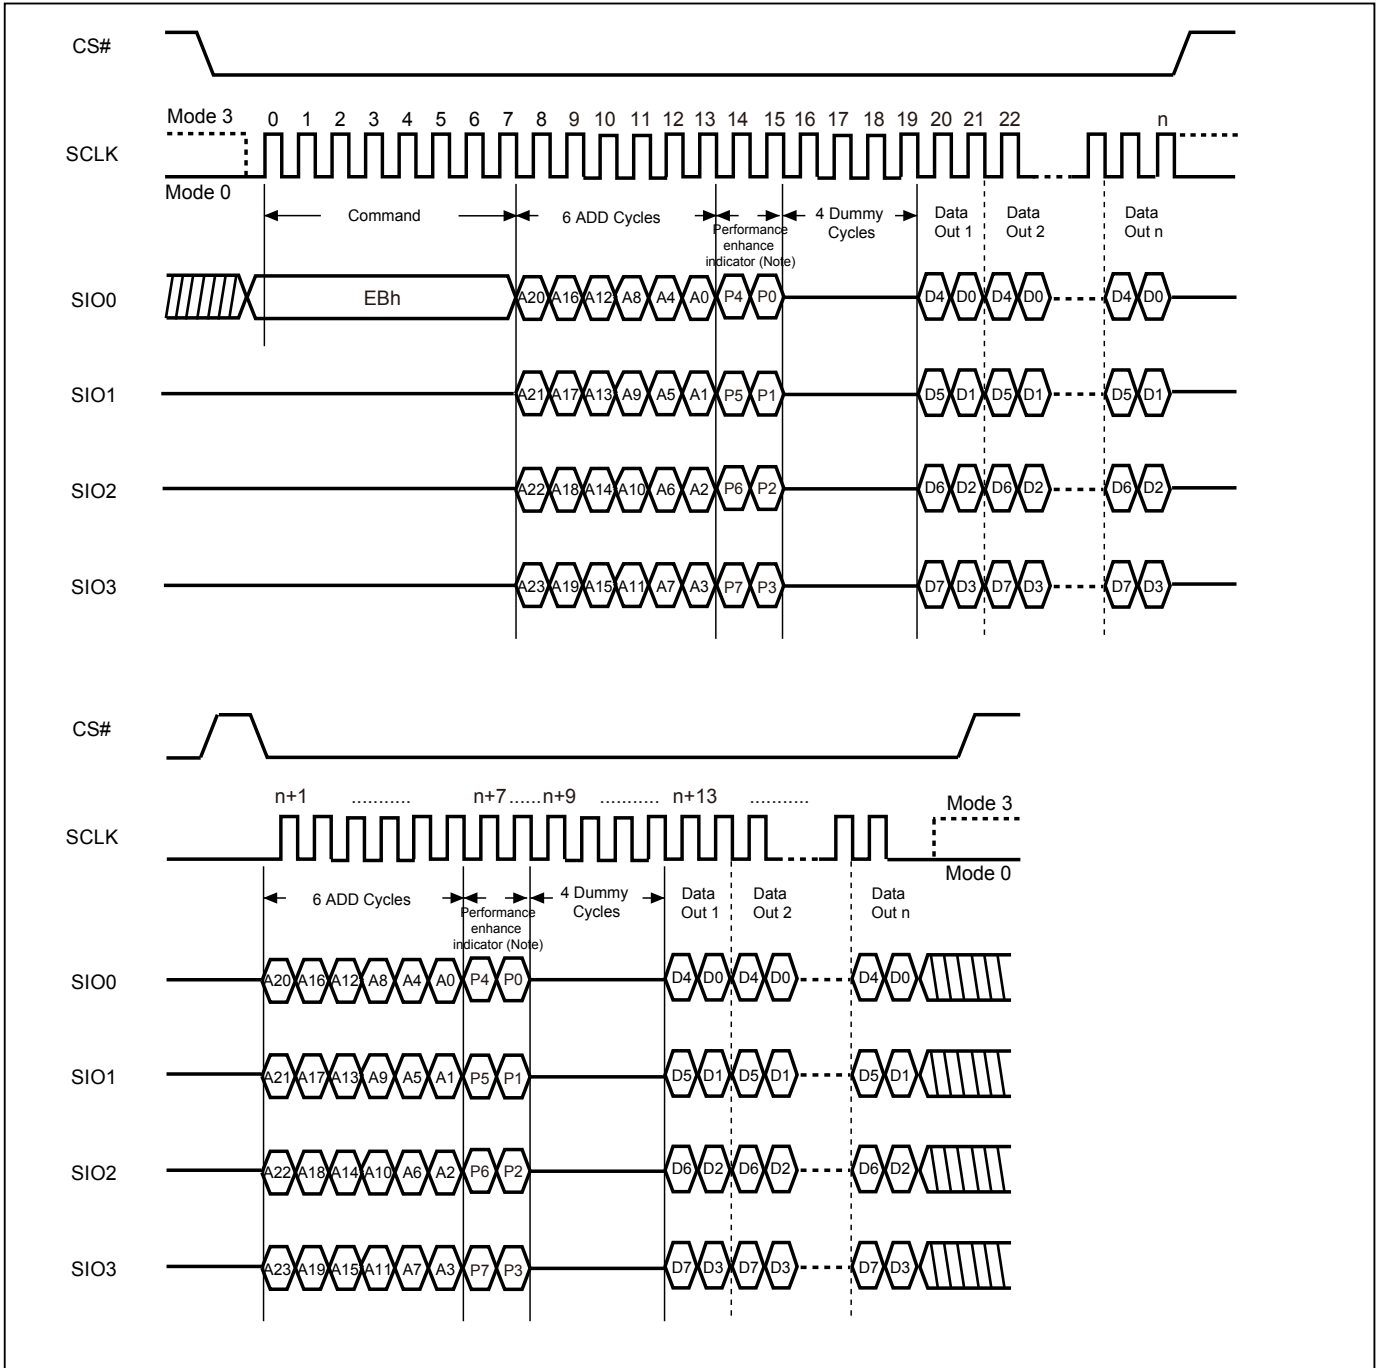 CS#
Mode 3
0 1 2 3 4 5 6 7 8 9 10 11 12 13 14 15 16 17 18 19 20 21 22 n
SCLK
Mode 0
Command
6 ADD Cycles
Performance
enhance
indicator (Note)
4 Dummy
Cycles
Data
Out 1
Data
Out 2
Data
Out n
SIO0 EBh A20 A16 A12 A8 A4 A0 P4 P0 D4 D0 D4 D0 D4 D0
SIO1 A21 A17 A13 A9 A5 A1 P5 P1 D5 D1 D5 D1 D5 D1
SIO2 A22 A18 A14 A10 A6 A2 P6 P2 D6 D2 D6 D2 D6 D2
SIO3 A23 A19 A15 A11 A7 A3 P7 P3 D7 D3 D7 D3 D7 D3
CS#
n+1 ........... n+7 ...... n+9 ........... n+13 ...........
Mode 3
SCLK
Mode 0
6 ADD Cycles
Performance
enhance
indicator (Note)
4 Dummy
Cycles
Data
Out 1
Data
Out 2
Data
Out n
SIO0 A20 A16 A12 A8 A4 A0 P4 P0 D4 D0 D4 D0 D4 D0
SIO1 A21 A17 A13 A9 A5 A1 P5 P1 D5 D1 D5 D1 D5 D1
SIO2 A22 A18 A14 A10 A6 A2 P6 P2 D6 D2 D6 D2 D6 D2
SIO3 A23 A19 A15 A11 A7 A3 P7 P3 D7 D3 D7 D3 D7 D3